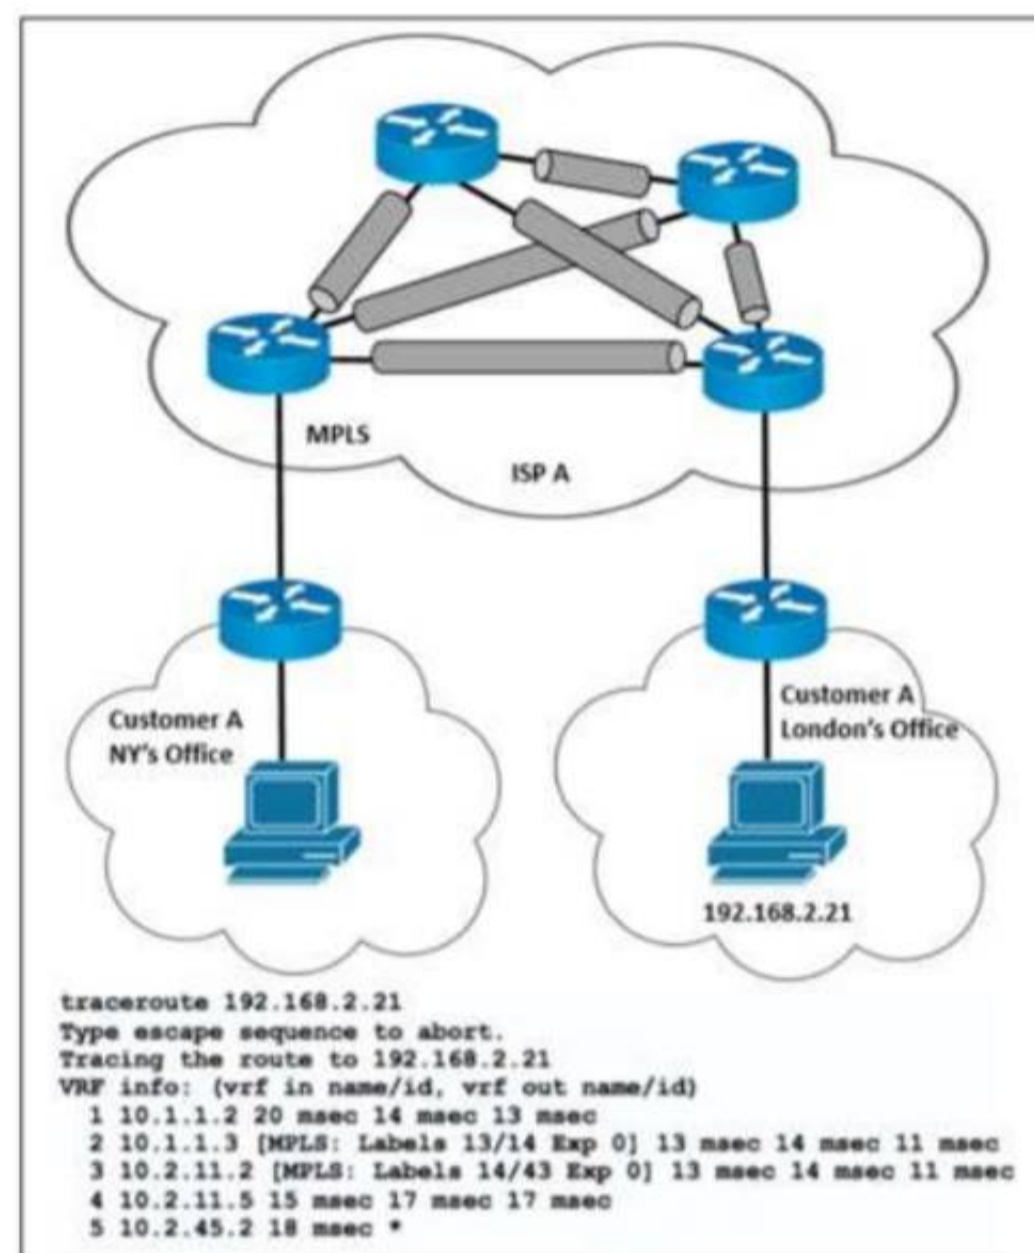 MPLS
ISP A
Customer A
NY's Office
Customer A
London's Office
192.168.2.21
traceroute 192.168.2.21
Type escape sequence to abort.
Tracing the route to 192.168.2.21
VRF info: (vrf in name/id, vrf out name/id)
1 10.1.1.2 20 msec 14 msec 13 msec
2 10.1.1.3 [MPLS: Labels 13/14 Exp 0] 13 msec 14 msec 11 msec
3 10.2.11.2 [MPLS: Labels 14/43 Exp 0] 13 msec 14 msec 11 msec
4 10.2.11.5 15 msec 17 msec 17 msec
5 10.2.45.2 18 msec *